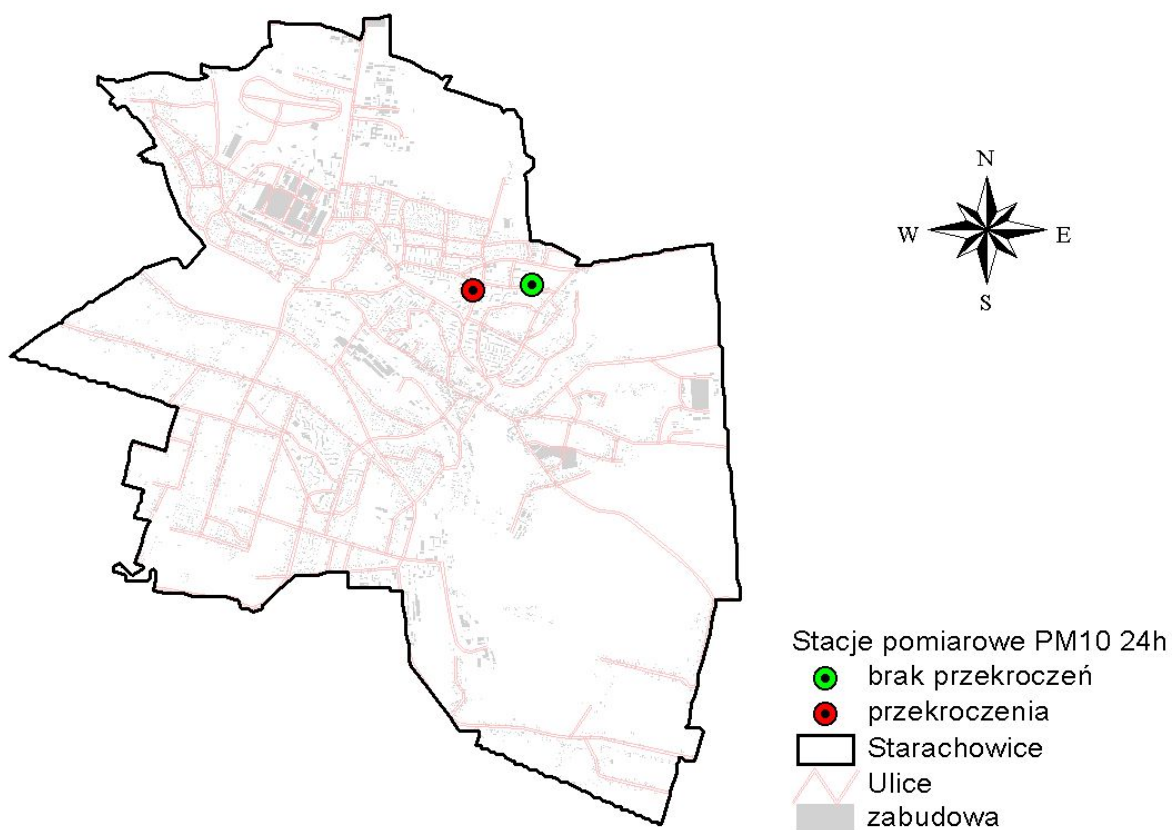 N
W E
S
Stacje pomiarowe PM10 24h
brak przekroczeń
przekroczenia
Starachowice
Ulice
zabudowa